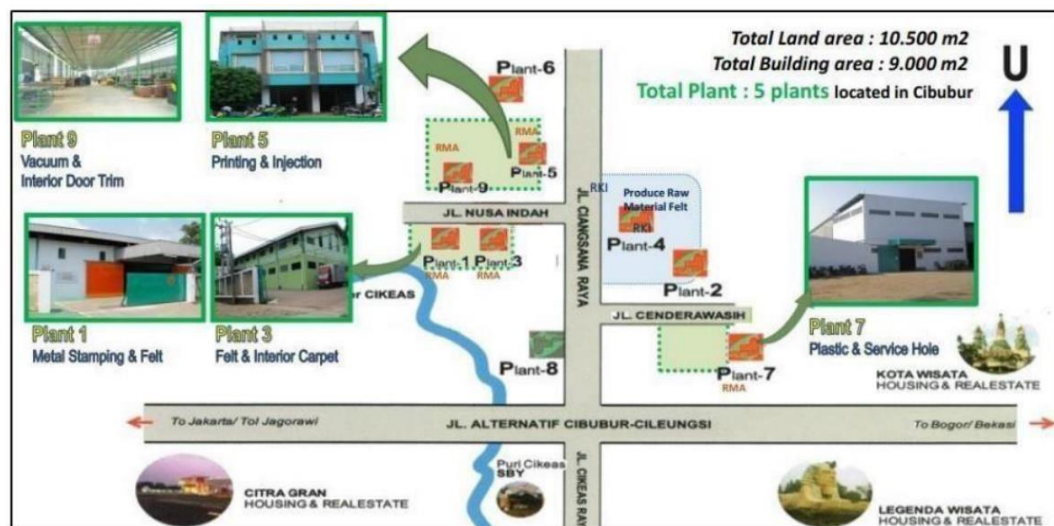 Total Land area : 10.500 m2
Total Building area : 9.000 m2
Total Plant : 5 plants located in Cibubur
U
Plant 9
Vacuum &
Interior Door Trim
Plant 5
Printing & Injection
Plant-6
RMA
RMA
Plant-5
Plant-9
JL. NUSA INDAH
JL. CIANGSANA RAYA
RKI
Produce Raw
Material Felt
RKI
Plant-4
Plant-2
Plant-1
Plant-3
RMA
RMA
CIKEAS
Plant 1
Metal Stamping & Felt
Plant 3
Felt & Interior Carpet
JL. CENDERAWASIH
Plant 7
Plastic & Service Hole
Plant-8
Plant-7
RMA
KOTA WISATA
HOUSING & REALESTATE
To Jakarta/ Tol Jagorawi
JL. ALTERNATIF CIBUBUR-CILEUNGSI
To Bogor/ Bekasi
CITRA GRAN
HOUSING & REALESTATE
Puri Cikeas
SBY
JL. CIKEAS RAYA
LEGENDA WISATA
HOUSING & REALESTATE